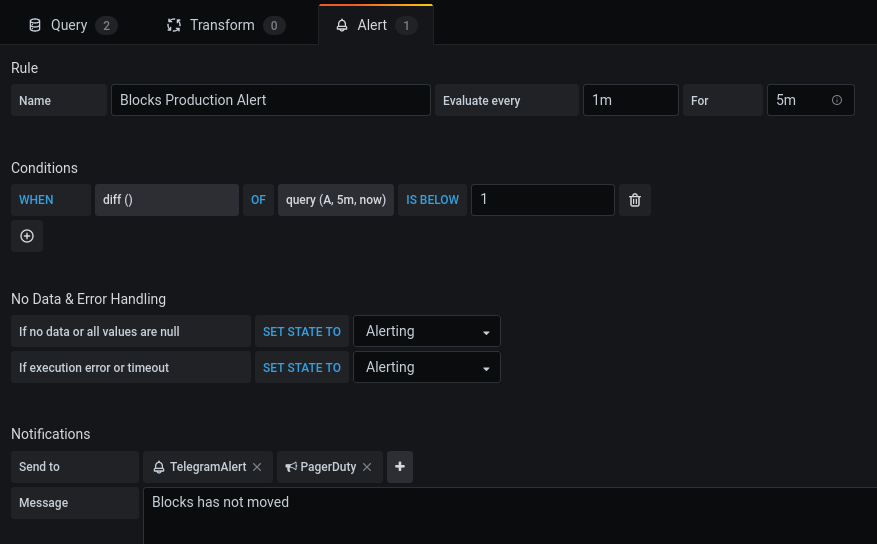 Query 2 Transform 0 Alert 1
Rule
Name Blocks Production Alert Evaluate every 1m For 5m
Conditions
WHEN diff () OF query (A, 5m, now) IS BELOW 1
No Data & Error Handling
If no data or all values are null SET STATE TO Alerting
If execution error or timeout SET STATE TO Alerting
Notifications
Send to TelegramAlert PagerDuty
Message Blocks has not moved